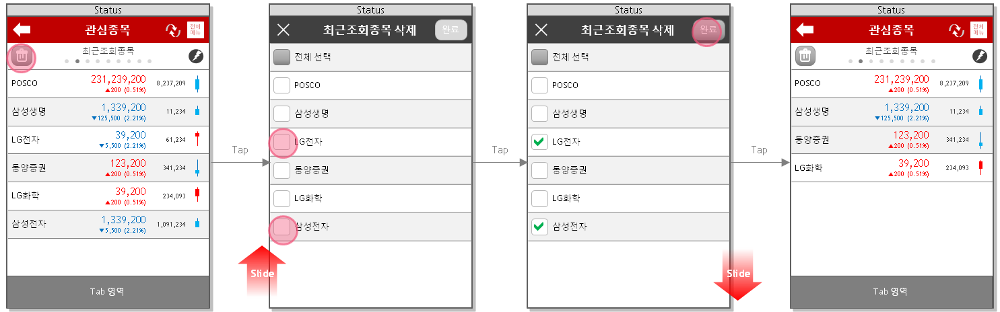 Status
관심종목
전체
메뉴
최근조회종목
POSCO 231,239,200 8,237,209
▲200 (0.51%)
삼성생명 1,339,200 11,234
▼125,500 (2.21%)
LG전자 39,200 61,234
▼5,500 (2.21%)
동양증권 123,200 341,234
▲200 (0.51%)
LG화학 39,200 234,093
▲200 (0.51%)
삼성전자 1,339,200 1,091,234
▼5,500 (2.21%)
Tab 영역
Tap
Status
최근조회종목 삭제 완료
전체 선택
POSCO
삼성생명
LG전자
동양증권
LG화학
삼성전자
Slide
Tap
Status
최근조회종목 삭제 완료
전체 선택
POSCO
삼성생명
LG전자
동양증권
LG화학
삼성전자
Slide
Tap
Status
관심종목
전체
메뉴
최근조회종목
POSCO 231,239,200 8,237,209
▲200 (0.51%)
삼성생명 1,339,200 11,234
▼125,500 (2.21%)
동양증권 123,200 341,234
▲200 (0.51%)
LG화학 39,200 234,093
▲200 (0.51%)
Tab 영역